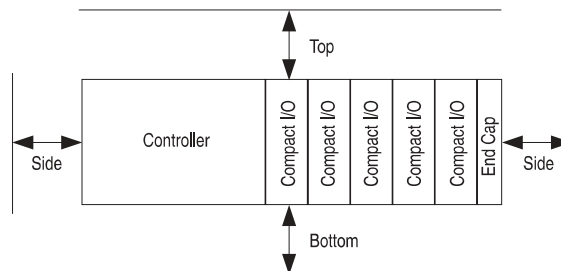 Top
Controller
Compact I/O
Compact I/O
Compact I/O
Compact I/O
Compact I/O
End Cap
Side
Side
Bottom